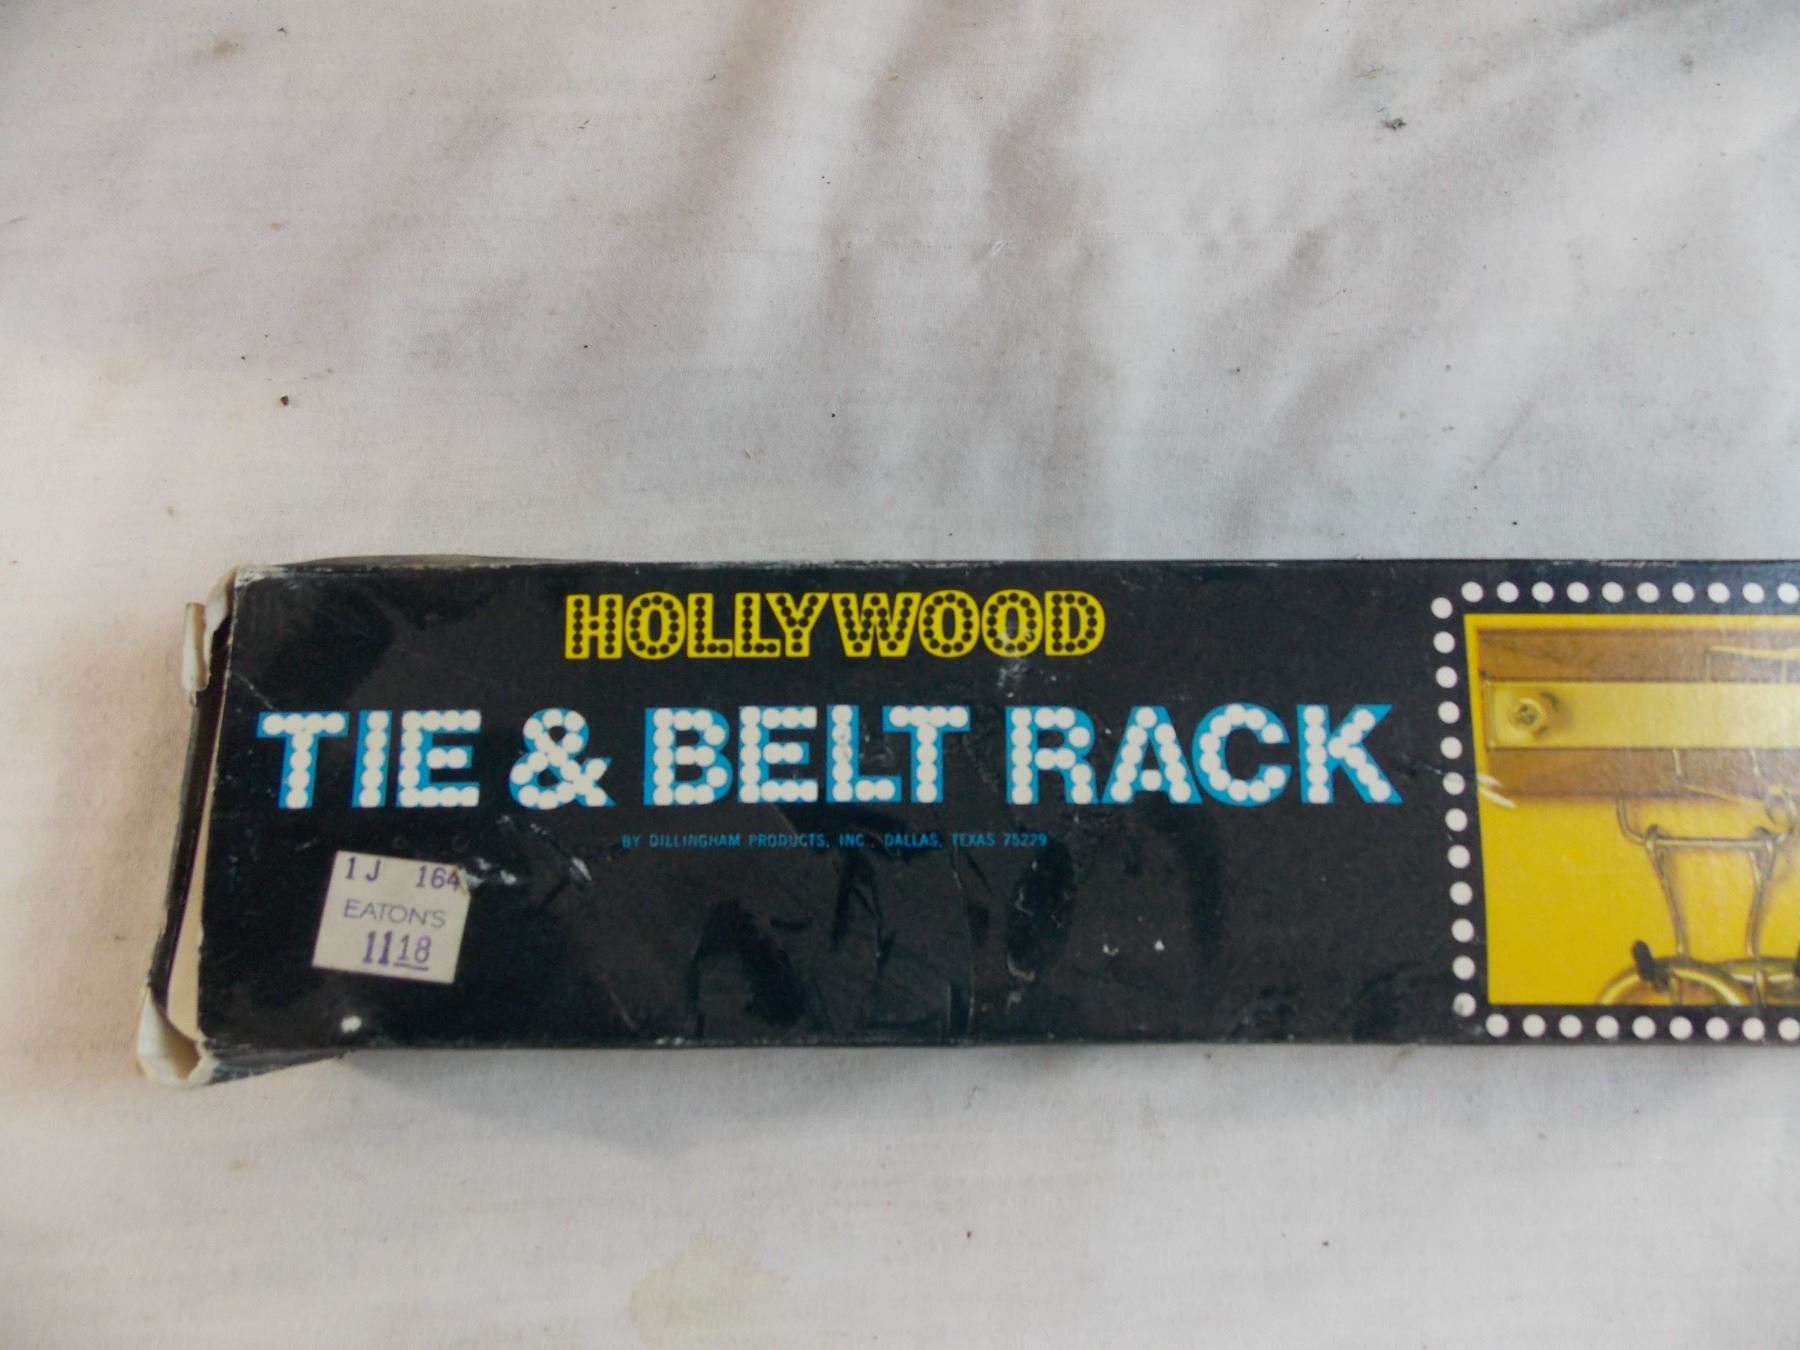 HOLLYWOOD
TIE & BELT RACK
BY DILLINGHAM PRODUCTS, INC., DALLAS, TEXAS 75229
1 J 164
EATON'S
1118